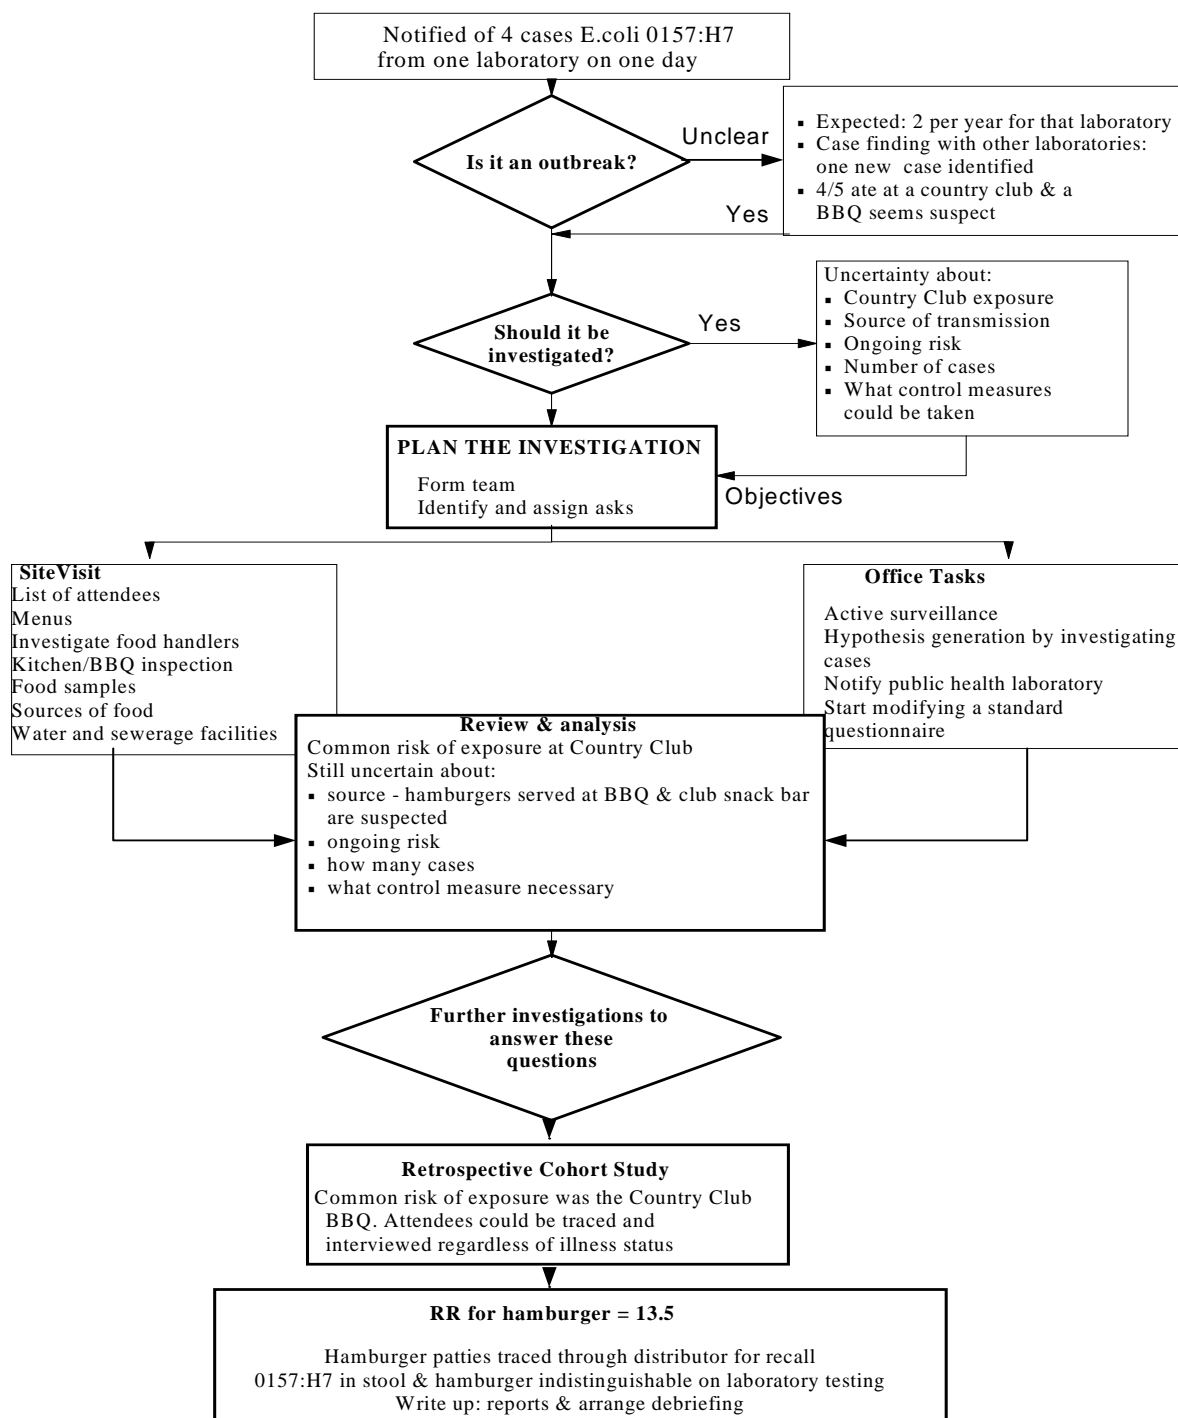 Notified of 4 cases E.coli 0157:H7
from one laboratory on one day
Is it an outbreak?
Unclear
▪ Expected: 2 per year for that laboratory
▪ Case finding with other laboratories:
one new case identified
▪ 4/5 ate at a country club & a
BBQ seems suspect
Yes
Should it be
investigated?
Yes
Uncertainty about:
▪ Country Club exposure
▪ Source of transmission
▪ Ongoing risk
▪ Number of cases
▪ What control measures
could be taken
PLAN THE INVESTIGATION
Form team
Identify and assign asks
Objectives
SiteVisit
List of attendees
Menus
Investigate food handlers
Kitchen/BBQ inspection
Food samples
Sources of food
Water and sewerage facilities
Office Tasks
Active surveillance
Hypothesis generation by investigating
cases
Notify public health laboratory
Start modifying a standard
questionnaire
Review & analysis
Common risk of exposure at Country Club
Still uncertain about:
▪ source - hamburgers served at BBQ & club snack bar
are suspected
▪ ongoing risk
▪ how many cases
▪ what control measure necessary
Further investigations to
answer these
questions
Retrospective Cohort Study
Common risk of exposure was the Country Club
BBQ. Attendees could be traced and
interviewed regardless of illness status
RR for hamburger = 13.5
Hamburger patties traced through distributor for recall
0157:H7 in stool & hamburger indistinguishable on laboratory testing
Write up: reports & arrange debriefing